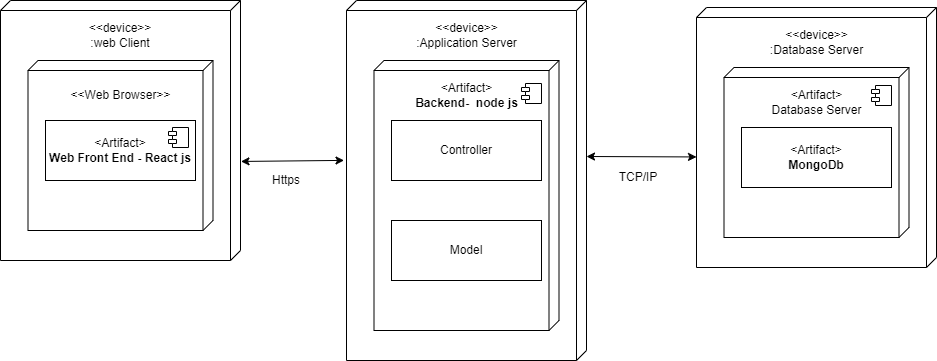 <<device>>
:web Client
<<Web Browser>>
<Artifact>
Web Front End - React js
Https
<<device>>
:Application Server
<Artifact>
Backend- node js
Controller
Model
TCP/IP
<<device>>
:Database Server
<Artifact>
Database Server
<Artifact>
MongoDb